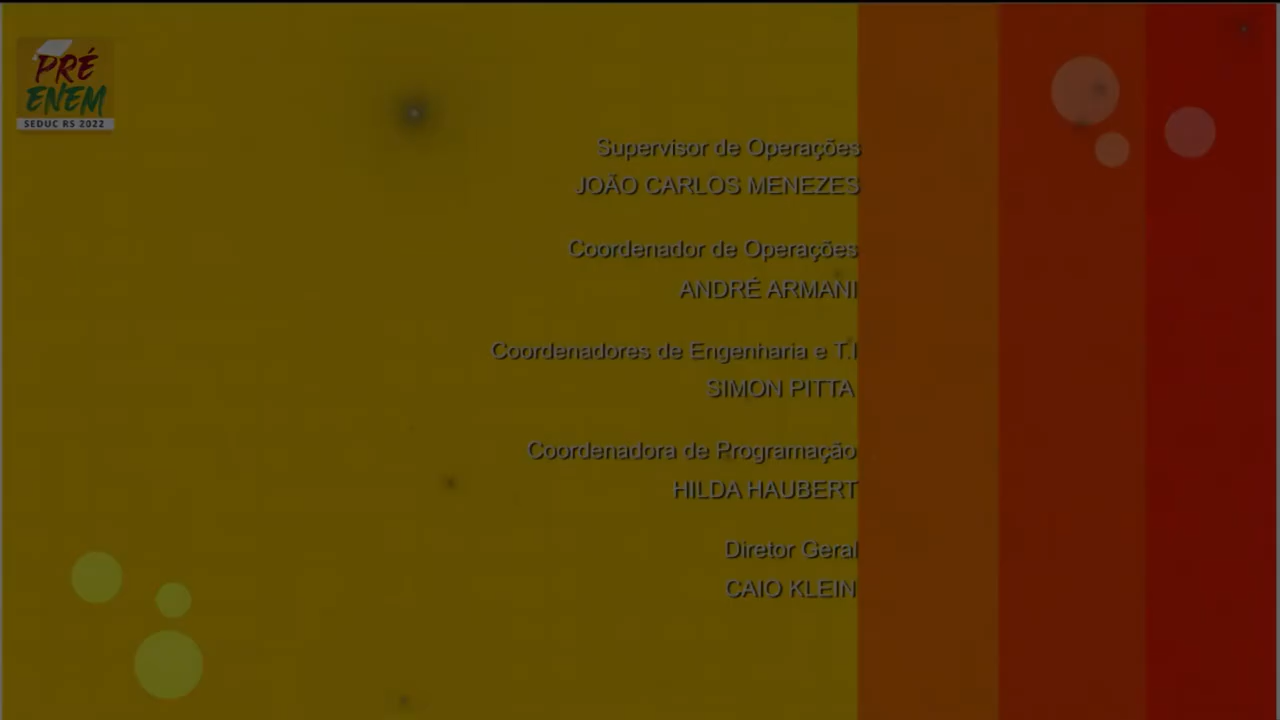 PRÉ
ENEM
SEDUC RS 2022
Supervisor de Operações
JOÃO CARLOS MENEZES
Coordenador de Operações
ANDRÉ ARMANI
Coordenadores de Engenharia e T.I
SIMON PITTA
Coordenadora de Programação
HILDA HAUBERT
Diretor Geral
CAIO KLEIN